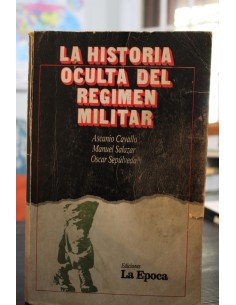 LA HISTORIA
OCULTA DEL
REGIMEN
MILITAR
Ascanio Cavallo
Manuel Salazar
Oscar Sepúlveda
Ediciones
La Epoca